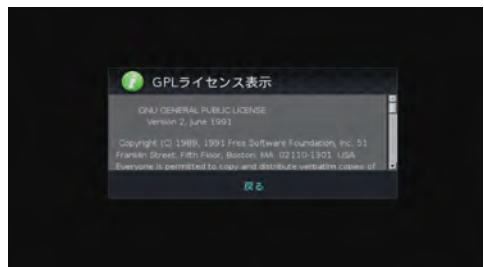 GPLライセンス表示
GNU GENERAL PUBLIC LICENSE
Version 2, June 1991
Copyright (C) 1989, 1991 Free Software Foundation, Inc. 51
Franklin Street, Fifth Floor, Boston, MA 02110-1301 USA
Everyone is permitted to copy and distribute verbatim copies of
戻る